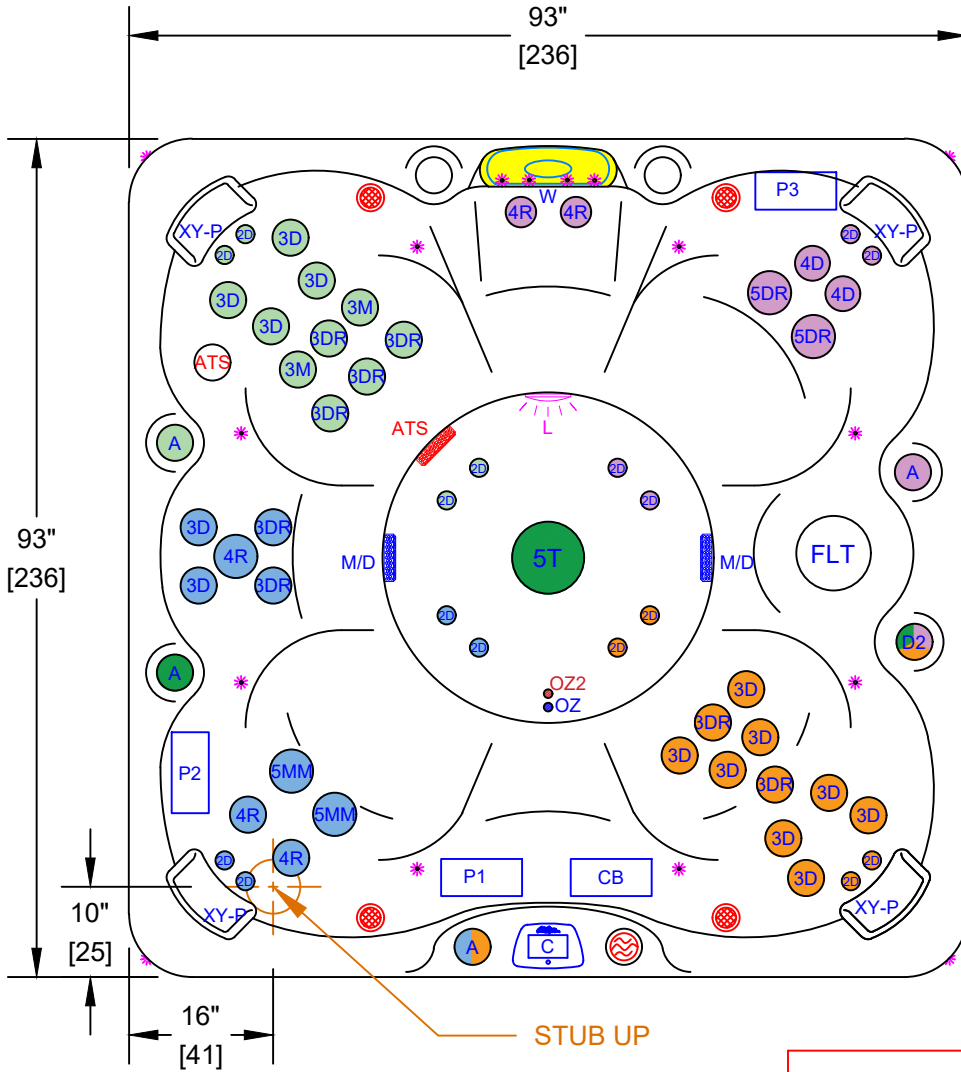 93"
[236]
P3
W
4R 4R
XY-P
2D
2D
3D
3D
3D
3D
3M
3DR
3DR
3M
3DR
3DR
ATS
XY-P
2D
2D
4D
5DR
4D
5DR
ATS
L
A
A
2D
2D
2D
2D
3D
3DR
4R
3D
3DR
93"
[236]
M/D
5T
M/D
FLT
2D
2D
2D
2D
A
D2
OZ2
OZ
3D
3DR
3D
3D
3D
3DR
3D
3D
3D
3D
P2
5MM
4R
5MM
4R
2D
2D
2D
2D
P1
CB
XY-P
XY-P
10"
[25]
A
C
16"
[41]
STUB UP